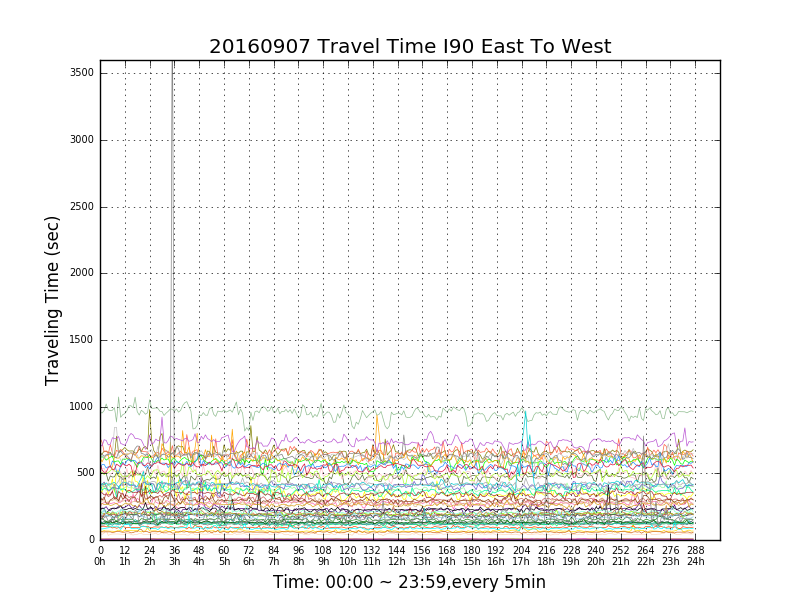 20160907 Travel Time I90 East To West
3500
3000
2500
2000
1500
1000
500
0
Traveling Time (sec)
0 12 24 36 48 60 72 84 96 108 120 132 144 156 168 180 192 204 216 228 240 252 264 276 288
0h 1h 2h 3h 4h 5h 6h 7h 8h 9h 10h 11h 12h 13h 14h 15h 16h 17h 18h 19h 20h 21h 22h 23h 24h
Time: 00:00 ~ 23:59,every 5min